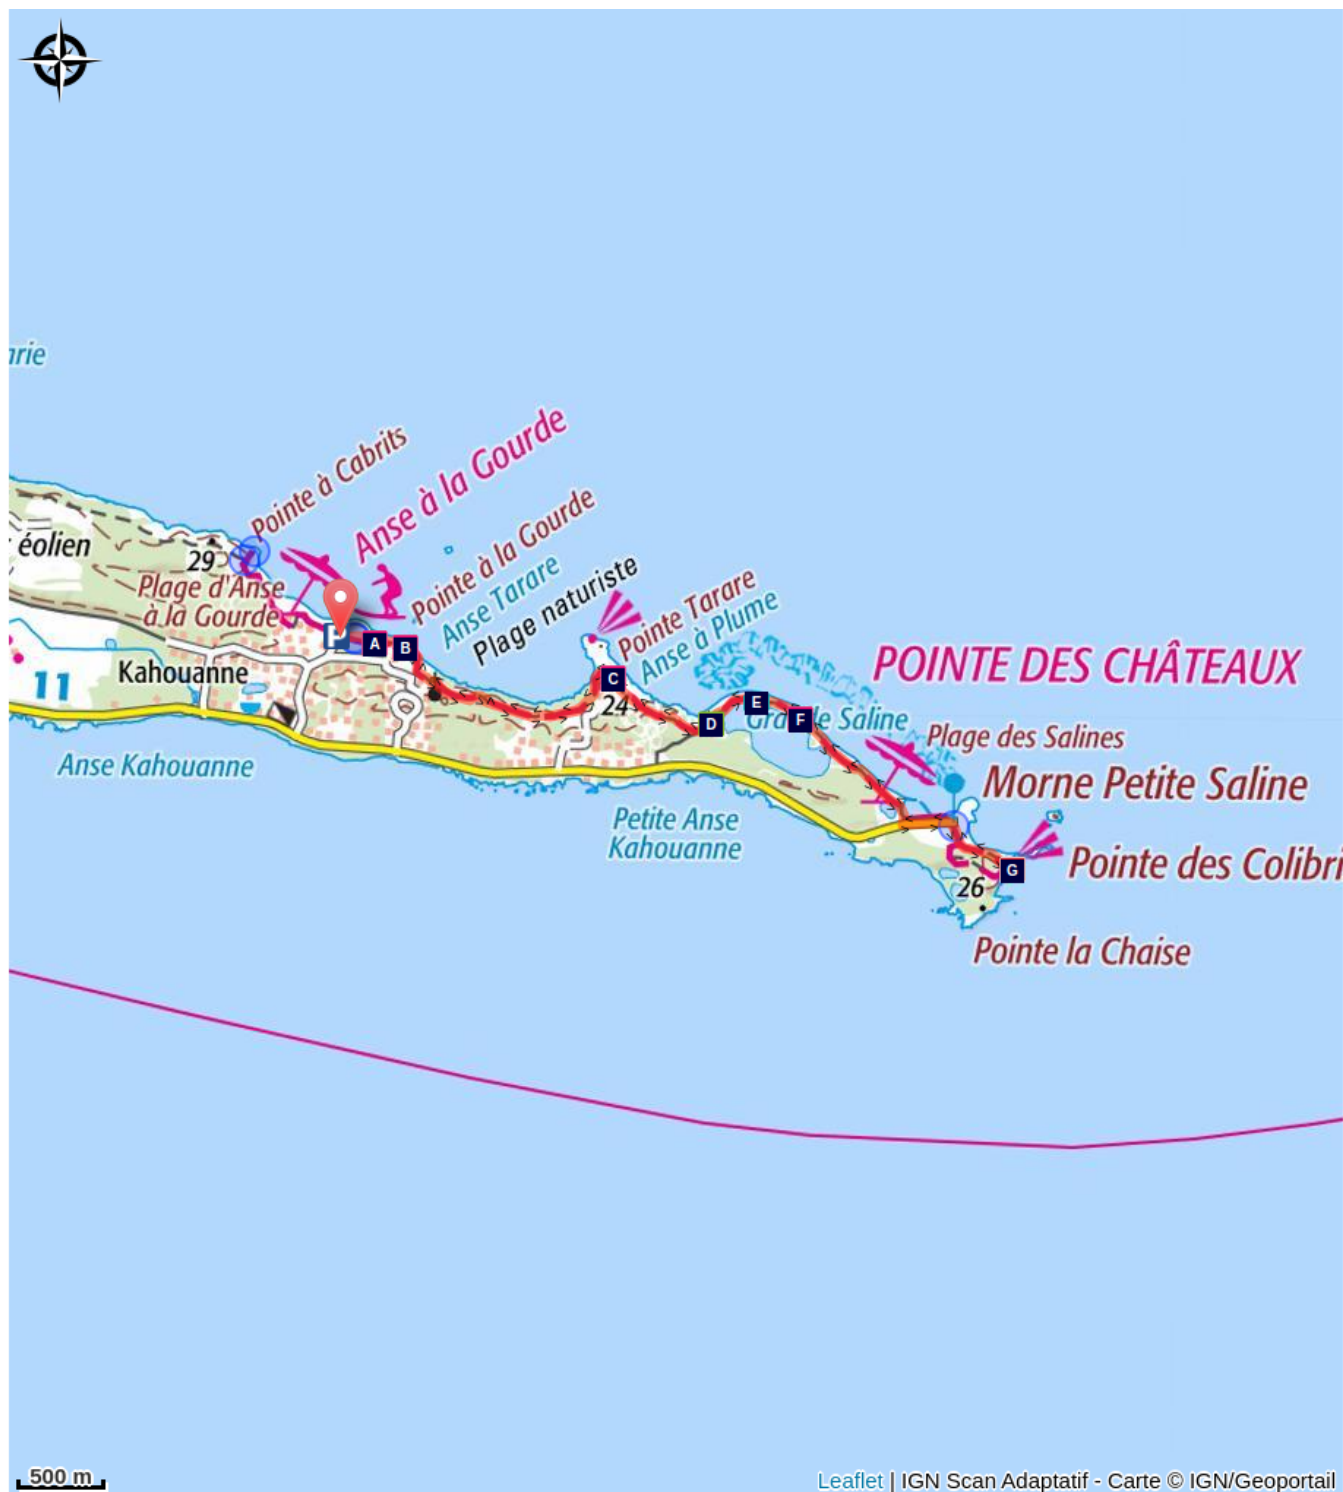 arie
Pointe à Cabrits
Anse à la Gourde
Pointe à la Gourde
Anse Tarare
Plage naturiste
éolien
29
Plage d'Anse
à la Gourde
P
A
B
Pointe Tarare
Anse à Plume
C
24
Kahouanne
11
D
E
F
Grande Saline
POINTE DES CHÂTEAUX
Plage des Salines
Morne Petite Saline
Anse Kahouanne
Petite Anse
Kahouanne
G
26
Pointe des Colibri
Pointe la Chaise
500 m
Leaflet | IGN Scan Adaptatif - Carte © IGN/Geoportail